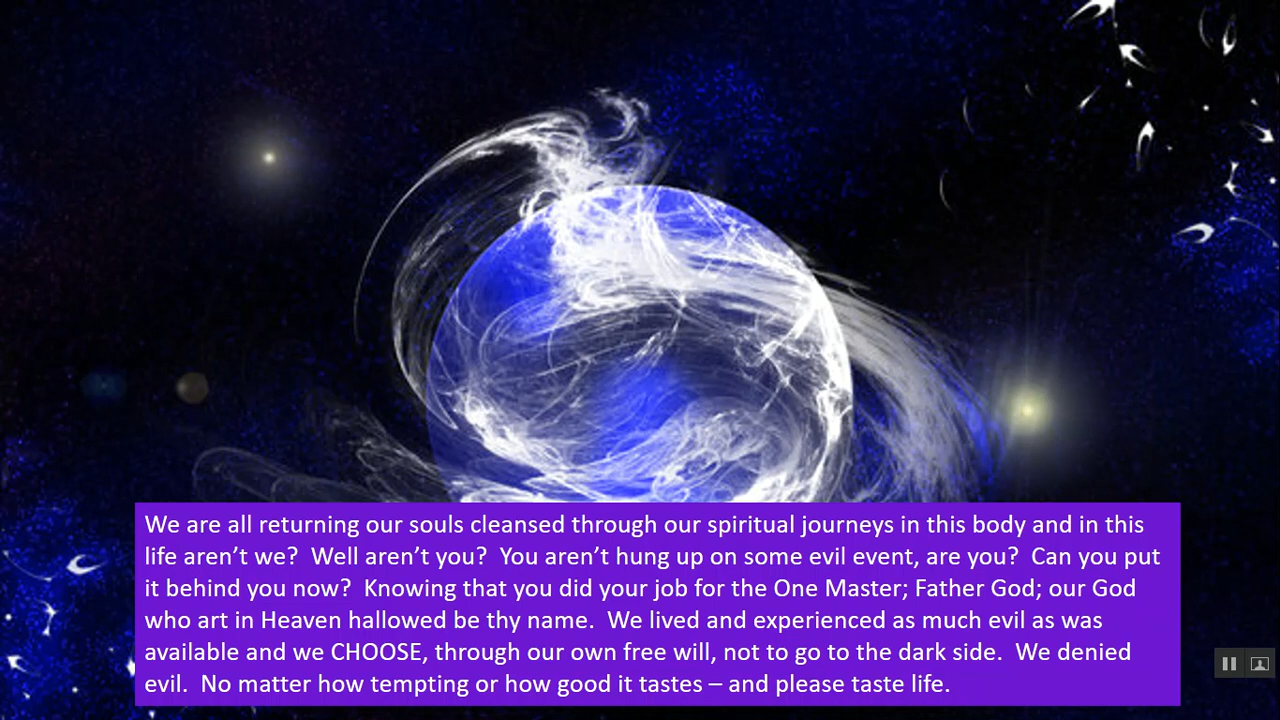 We are all returning our souls cleansed through our spiritual journeys in this body and in this
life aren’t we?  Well aren’t you?  You aren’t hung up on some evil event, are you?  Can you put
it behind you now?  Knowing that you did your job for the One Master; Father God; our God
who art in Heaven hallowed be thy name.  We lived and experienced as much evil as was
available and we CHOOSE, through our own free will, not to go to the dark side.  We denied
evil.  No matter how tempting or how good it tastes – and please taste life.